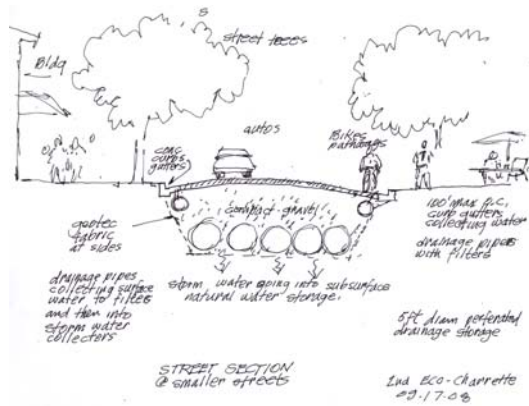 S
street trees
Bldg
autos
Bikes
pathways
conc
curbs
gutters
compact gravel
geotec
fabric
at sides
100' max O.C.
curb gutters
collecting water
drainage pipes
with filters
drainage pipes
collecting surface
water to filters
and then into
storm water
collectors
storm water going into subsurface
natural water storage.
5ft diam perforated
drainage storage
STREET SECTION
@ smaller streets
2nd ECO-Charrette
09.17.08